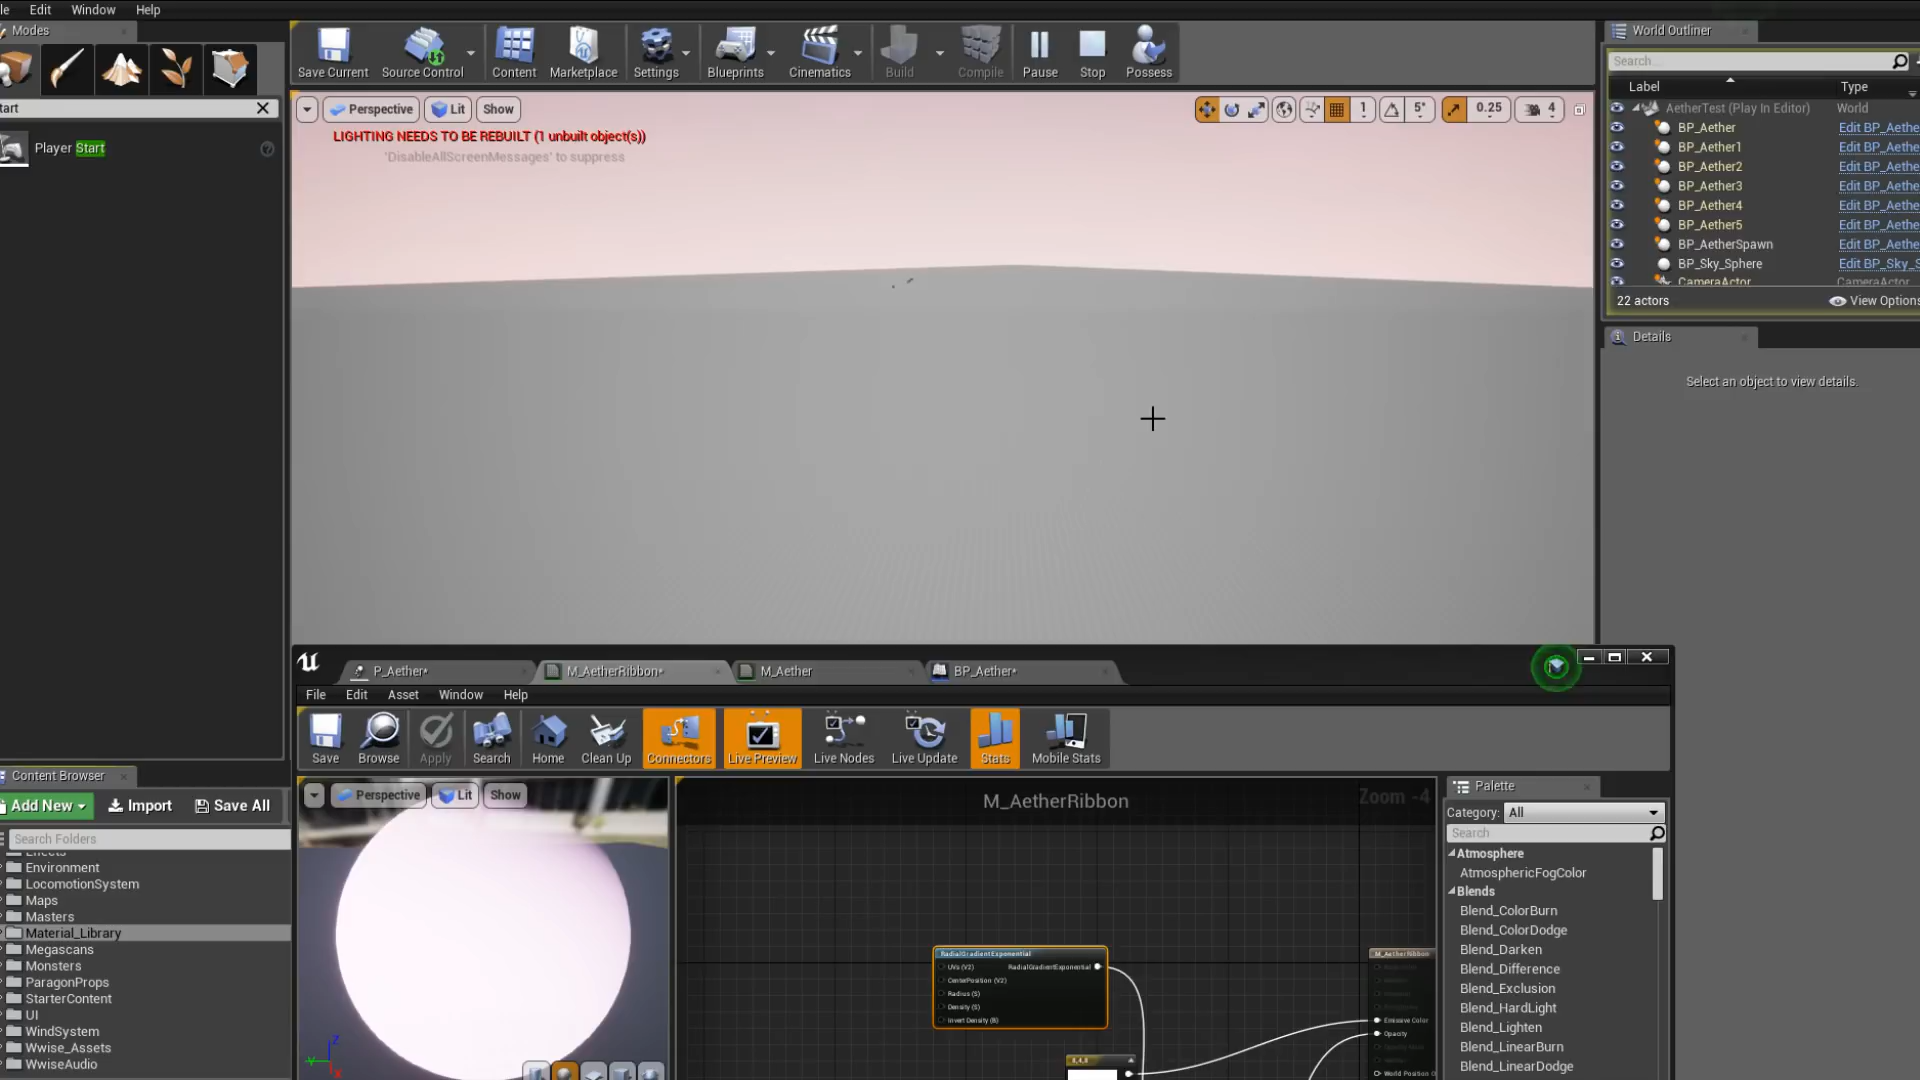 le Edit Window Help
Modes
tart
Player Start
Save Current
Source Control
Content
Marketplace
Settings
Blueprints
Cinematics
Build
Compile
Pause
Stop
Possess
Perspective
Lit
Show
1
5°
0.25
4
LIGHTING NEEDS TO BE REBUILT (1 unbuilt object(s))
'DisableAllScreenMessages' to suppress
World Outliner
Search...
Label Type
AetherTest (Play In Editor) World
BP_Aether Edit BP_Aethe
BP_Aether1 Edit BP_Aethe
BP_Aether2 Edit BP_Aethe
BP_Aether3 Edit BP_Aethe
BP_Aether4 Edit BP_Aethe
BP_Aether5 Edit BP_Aethe
BP_AetherSpawn Edit BP_Aethe
BP_Sky_Sphere Edit BP_Sky_S
CameraActor CameraActor
22 actors
View Options
Details
Select an object to view details.
P_Aether*
M_AetherRibbon*
M_Aether
BP_Aether*
File Edit Asset Window Help
Save
Browse
Apply
Search
Home
Clean Up
Connectors
Live Preview
Live Nodes
Live Update
Stats
Mobile Stats
Content Browser
Add New
Import
Save All
Search Folders
Effects
Environment
LocomotionSystem
Maps
Masters
Material_Library
Megascans
Monsters
ParagonProps
StarterContent
UI
WindSystem
Wwise_Assets
WwiseAudio
Perspective
Lit
Show
Z
Y
X
M_AetherRibbon
Zoom -4
RadialGradientExponential
UVs (V2) RadialGradientExponential
CenterPosition (V2)
Radius (S)
Density (S)
Invert Density (B)
M_AetherRibbon
Emissive Color
Opacity
World Position O
Palette
Category: All
Search
Atmosphere
AtmosphericFogColor
Blends
Blend_ColorBurn
Blend_ColorDodge
Blend_Darken
Blend_Difference
Blend_Exclusion
Blend_HardLight
Blend_Lighten
Blend_LinearBurn
Blend_LinearDodge